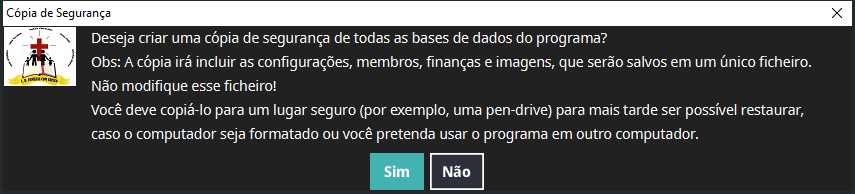 Cópia de Segurança
Deseja criar uma cópia de segurança de todas as bases de dados do programa?
Obs: A cópia irá incluir as configurações, membros, finanças e imagens, que serão salvos em um único ficheiro.
Não modifique esse ficheiro!
Você deve copiá-lo para um lugar seguro (por exemplo, uma pen-drive) para mais tarde ser possível restaurar,
caso o computador seja formatado ou você pretenda usar o programa em outro computador.
Sim
Não